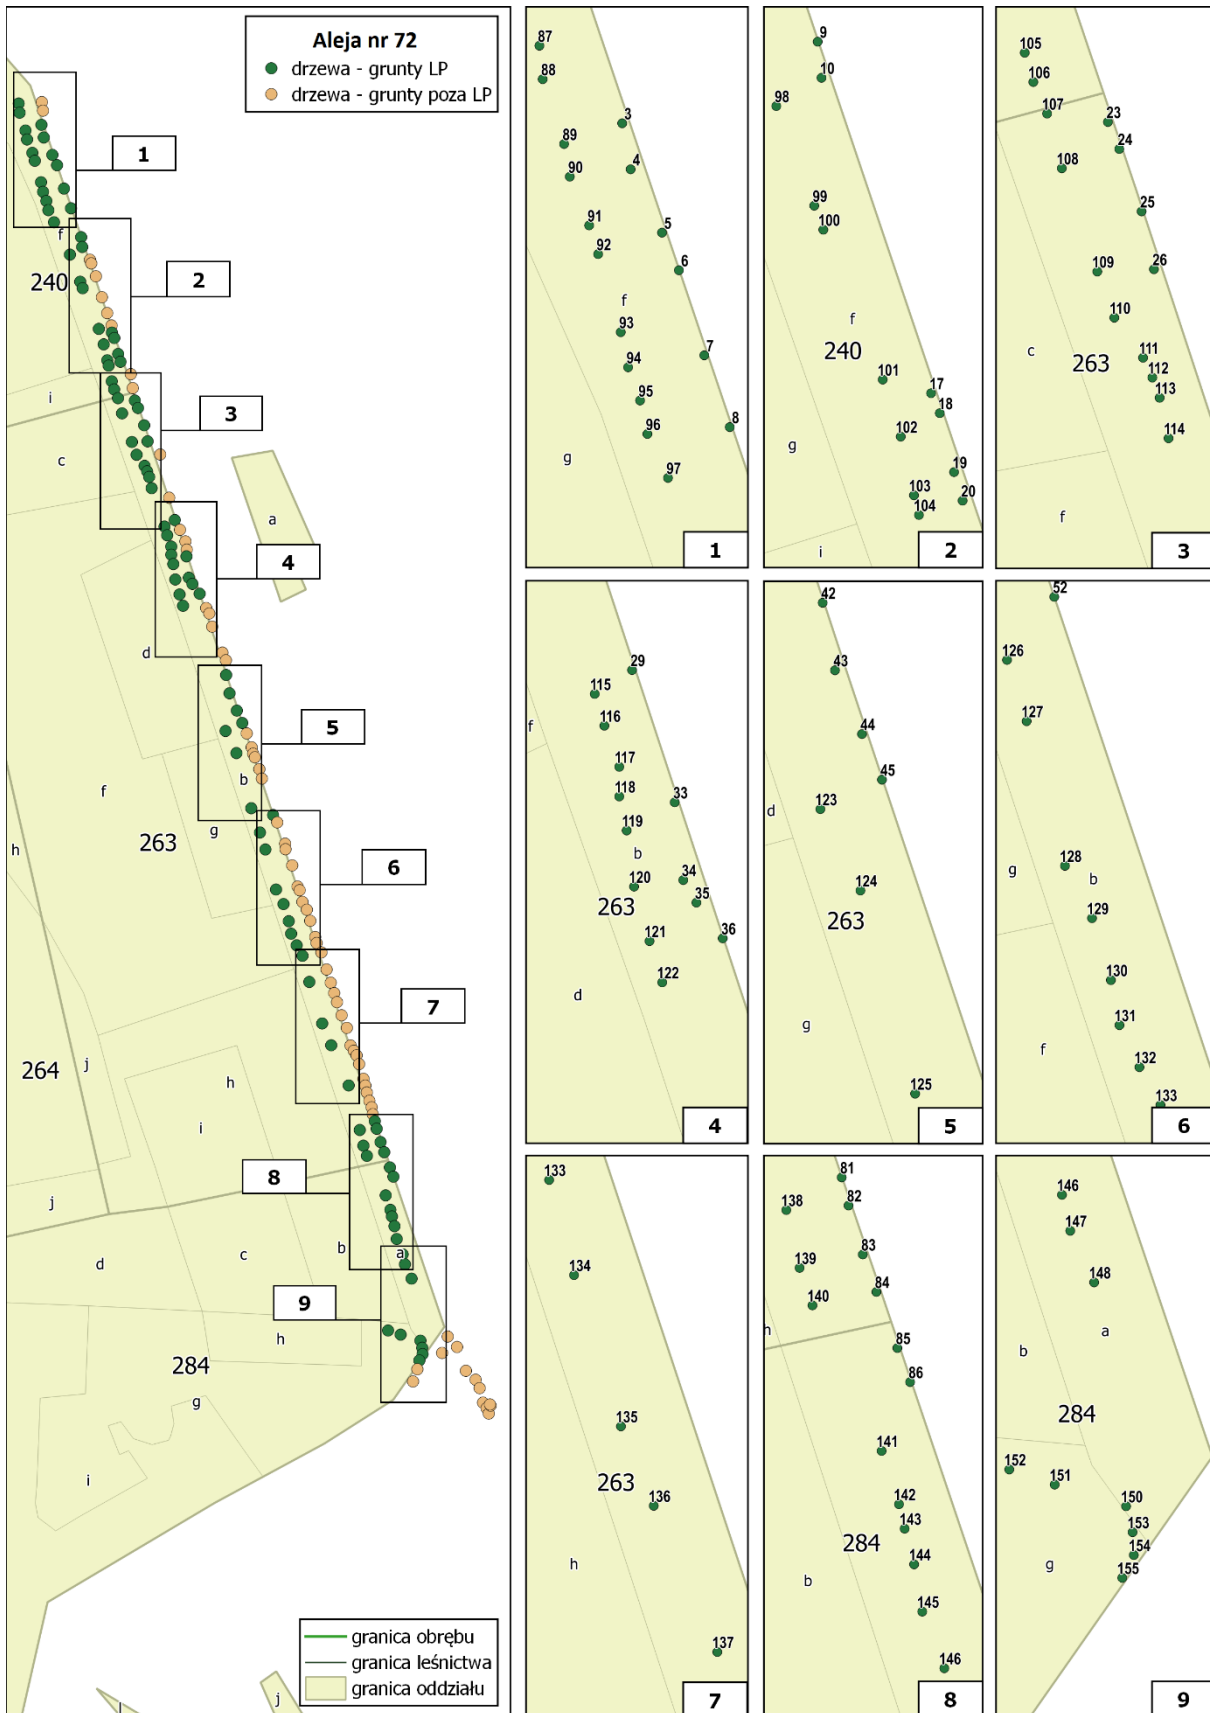 Aleja nr 72
drzewa - grunty LP
drzewa - grunty poza LP
1
2
3
4
5
6
7
8
9
f
240
i
c
a
d
f
b
g
263
h
264
j
h
i
j
d
c
b
a
h
284
g
i
j
granica obrębu
granica leśnictwa
granica oddziału
87
88
3
89
4
90
91
5
92
6
f
93
7
94
95
8
96
97
g
1
9
10
98
99
100
f
240
101
17
18
102
g
19
103
20
104
i
2
105
106
107
23
24
108
25
109
26
110
c
263
111
112
113
114
f
3
29
115
f
116
117
118
33
119
b
120
34
263
35
121
36
122
d
4
42
43
44
45
123
d
124
263
g
125
5
52
126
127
g
128
b
129
130
131
f
132
133
6
133
134
135
263
136
h
137
7
81
138
82
139
83
140
84
h
85
86
141
142
143
284
144
b
145
146
8
146
147
148
a
b
284
152
151
150
153
154
g
155
9